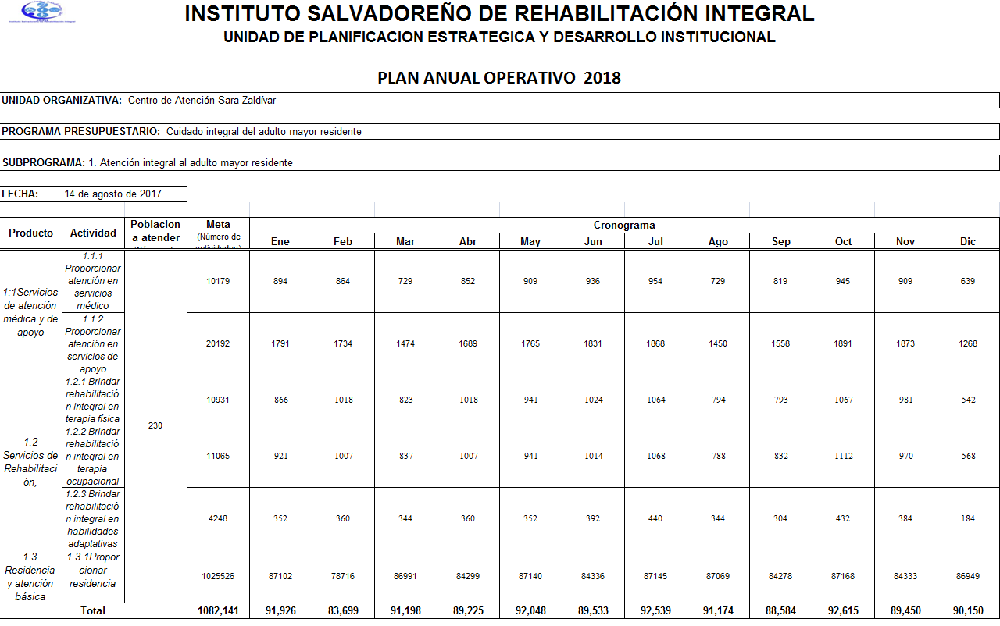 INSTITUTO SALVADOREÑO DE REHABILITACIÓN INTEGRAL
UNIDAD DE PLANIFICACION ESTRATEGICA Y DESARROLLO INSTITUCIONAL
PLAN ANUAL OPERATIVO 2018
UNIDAD ORGANIZATIVA: Centro de Atención Sara Zaldívar
PROGRAMA PRESUPUESTARIO: Cuidado integral del adulto mayor residente
SUBPROGRAMA: 1. Atención integral al adulto mayor residente
FECHA: 14 de agosto de 2017
Producto
Actividad
Poblacion
a atender
Meta
(Número de
actividades)
Cronograma
Ene Feb Mar Abr May Jun Jul Ago Sep Oct Nov Dic
1:1Servicios
de atención
médica y de
apoyo
1.1.1
Proporcionar
atención en
servicios
médico
10179 894 864 729 852 909 936 954 729 819 945 909 639
1.1.2
Proporcionar
atención en
servicios de
apoyo
20192 1791 1734 1474 1689 1765 1831 1868 1450 1558 1891 1873 1268
230
1.2
Servicios de
Rehabilitaci
ón,
1.2.1 Brindar
rehabilitació
n integral en
terapia física
10931 866 1018 823 1018 941 1024 1064 794 793 1067 981 542
1.2.2 Brindar
rehabilitació
n integral en
terapia
ocupacional
11065 921 1007 837 1007 941 1014 1068 788 832 1112 970 568
1.2.3 Brindar
rehabilitació
n integral en
habilidades
adaptativas
4248 352 360 344 360 352 392 440 344 304 432 384 184
1.3
Residencia
y atención
básica
1.3.1Propor
cionar
residencia
1025526 87102 78716 86991 84299 87140 84336 87145 87069 84278 87168 84333 86949
Total 1082,141 91,926 83,699 91,198 89,225 92,048 89,533 92,539 91,174 88,584 92,615 89,450 90,150